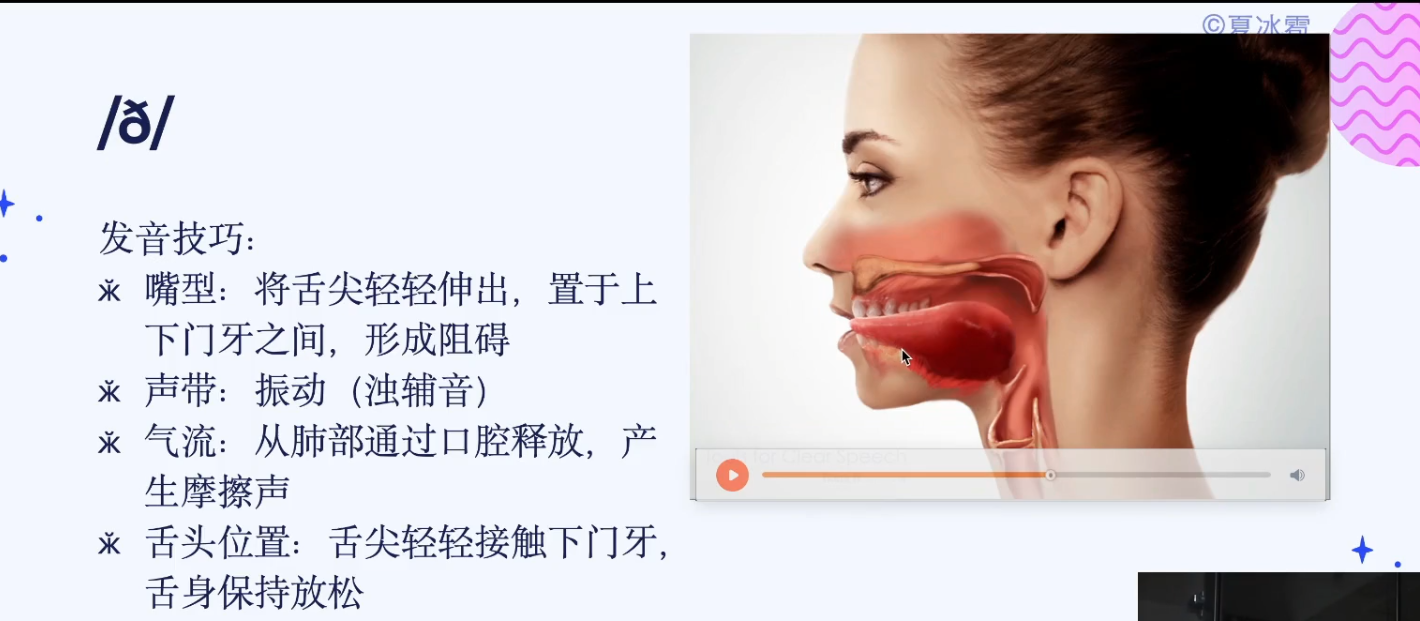 ©夏冰雹
/ð/
发音技巧：
ж 嘴型：将舌尖轻轻伸出，置于上
下门牙之间，形成阻碍
ж 声带：振动（浊辅音）
ж 气流：从肺部通过口腔释放，产
生摩擦声
ж 舌头位置：舌尖轻轻接触下门牙，
舌身保持放松
for Clear Speech